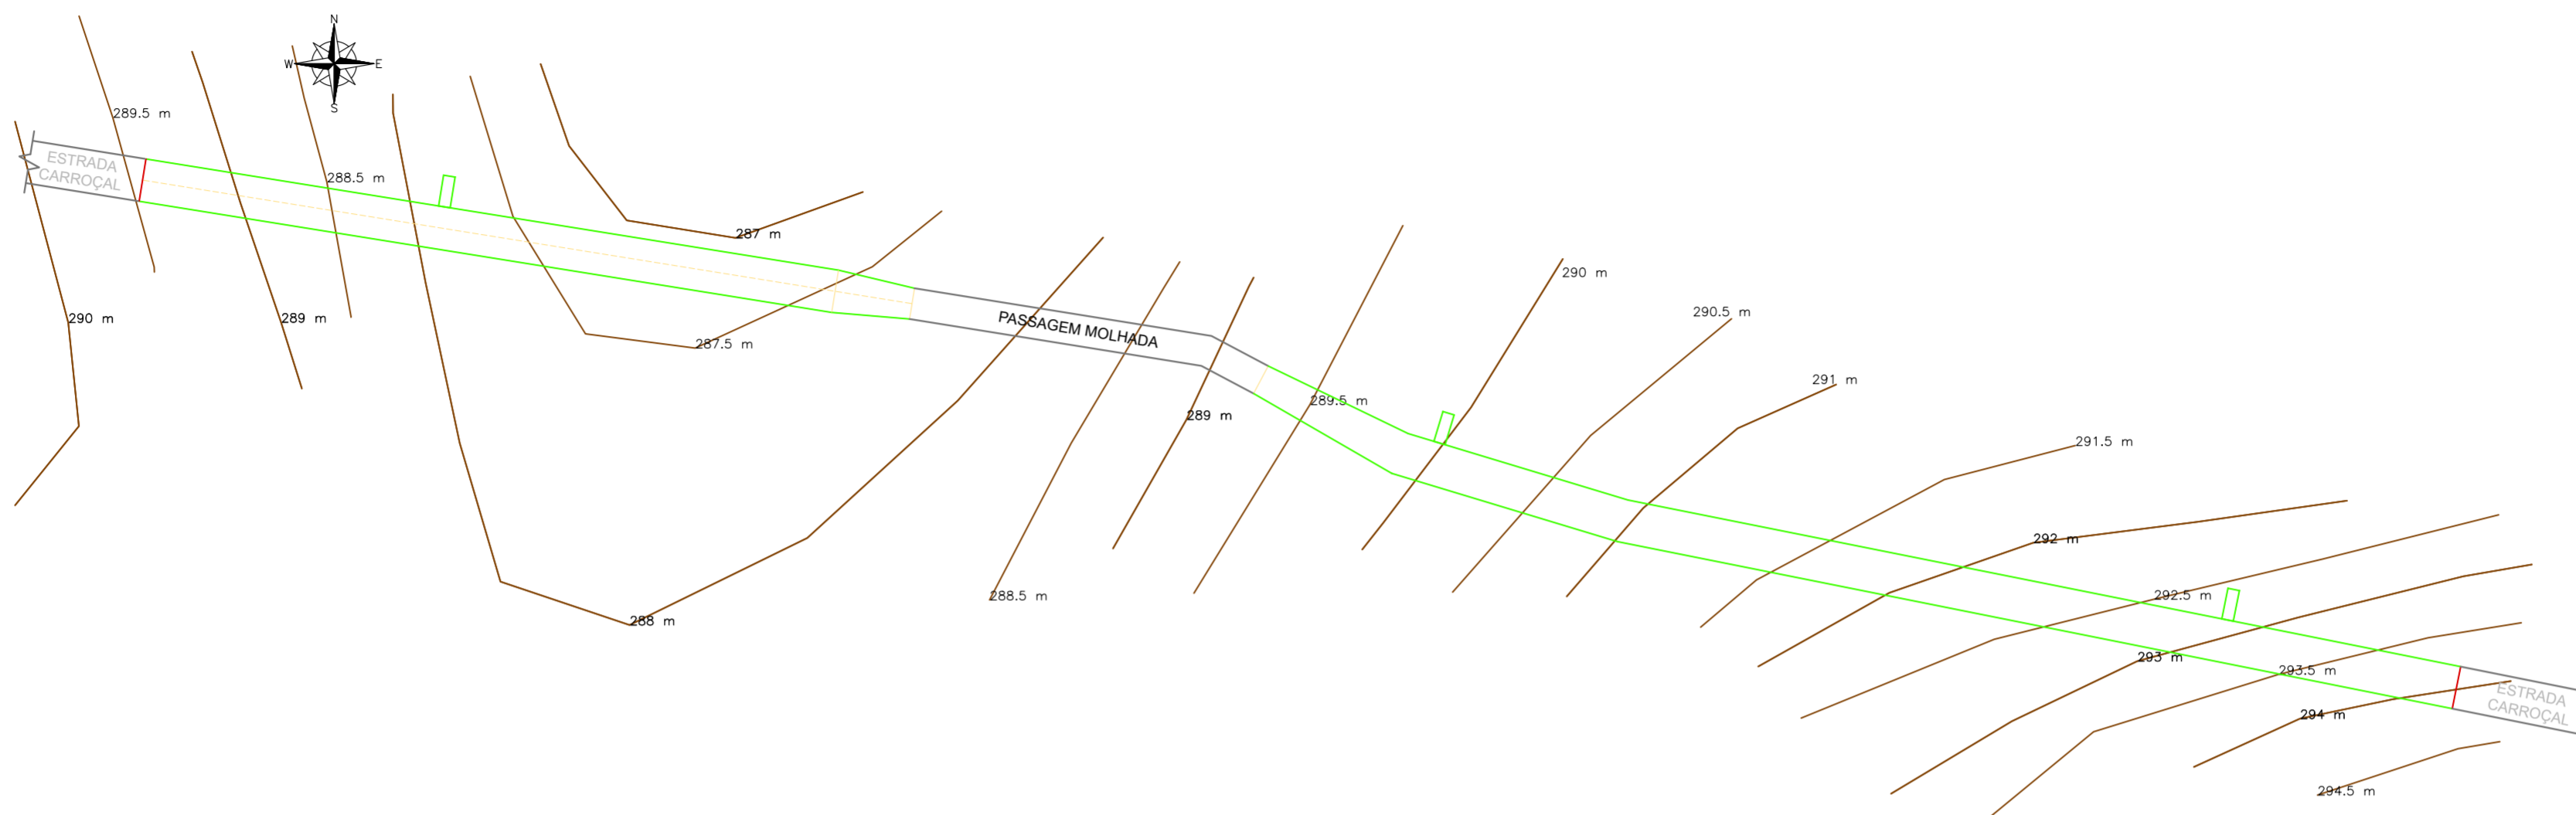 N
W
E
S
289.5 m
ESTRADA
CARROÇAL
288.5 m
287 m
290 m
289 m
287.5 m
PASSAGEM MOLHADA
290 m
290.5 m
291 m
289.5 m
289 m
291.5 m
292 m
288.5 m
292.5 m
288 m
293 m
293.5 m
ESTRADA
CARROÇAL
294 m
294.5 m